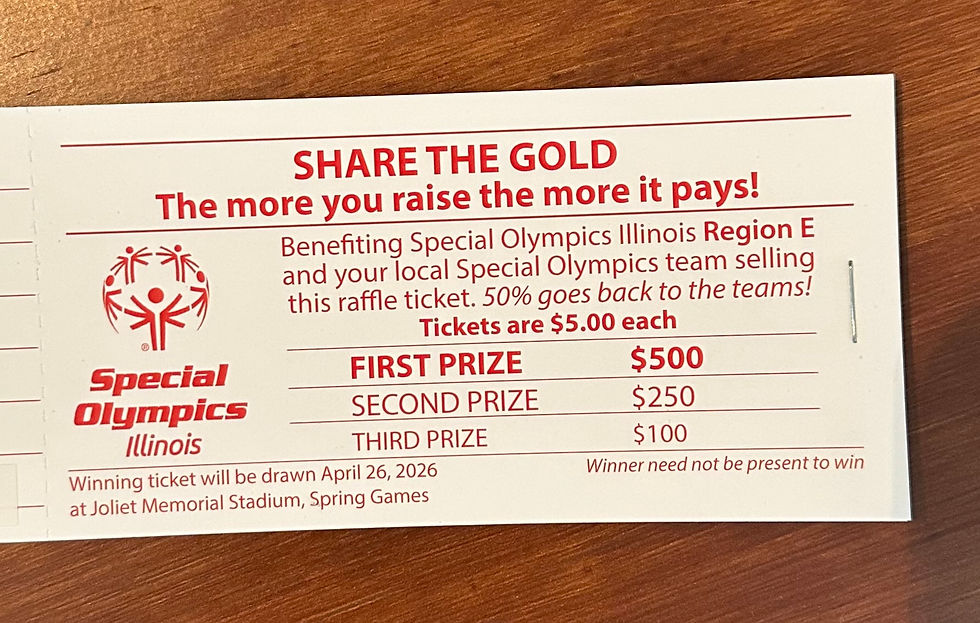 SHARE THE GOLD
The more you raise the more it pays!
Benefiting Special Olympics Illinois Region E
and your local Special Olympics team selling
this raffle ticket. 50% goes back to the teams!
Tickets are $5.00 each
FIRST PRIZE $500
SECOND PRIZE $250
THIRD PRIZE $100
®
Special
Olympics
Illinois
Winning ticket will be drawn April 26, 2026
at Joliet Memorial Stadium, Spring Games
Winner need not be present to win